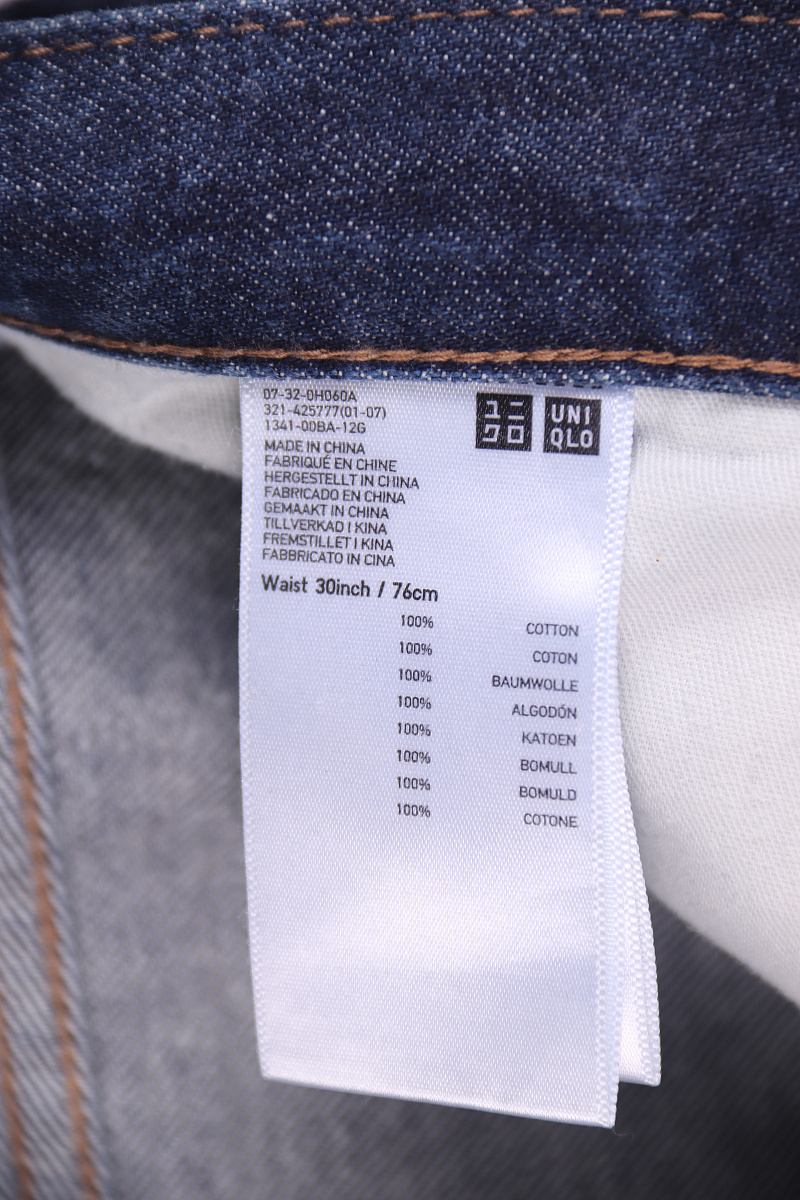 07-32-0H060A
321-425777(01-07)
1341-00BA-12G
ユニ
クロ
UNI
QLO
MADE IN CHINA
FABRIQUÉ EN CHINE
HERGESTELLT IN CHINA
FABRICADO EN CHINA
GEMAAKT IN CHINA
TILLVERKAD I KINA
FREMSTILLET I KINA
FABBRICATO IN CINA
Waist 30inch / 76cm
100% COTTON
100% COTON
100% BAUMWOLLE
100% ALGODÓN
100% KATOEN
100% BOMULL
100% BOMULD
100% COTONE